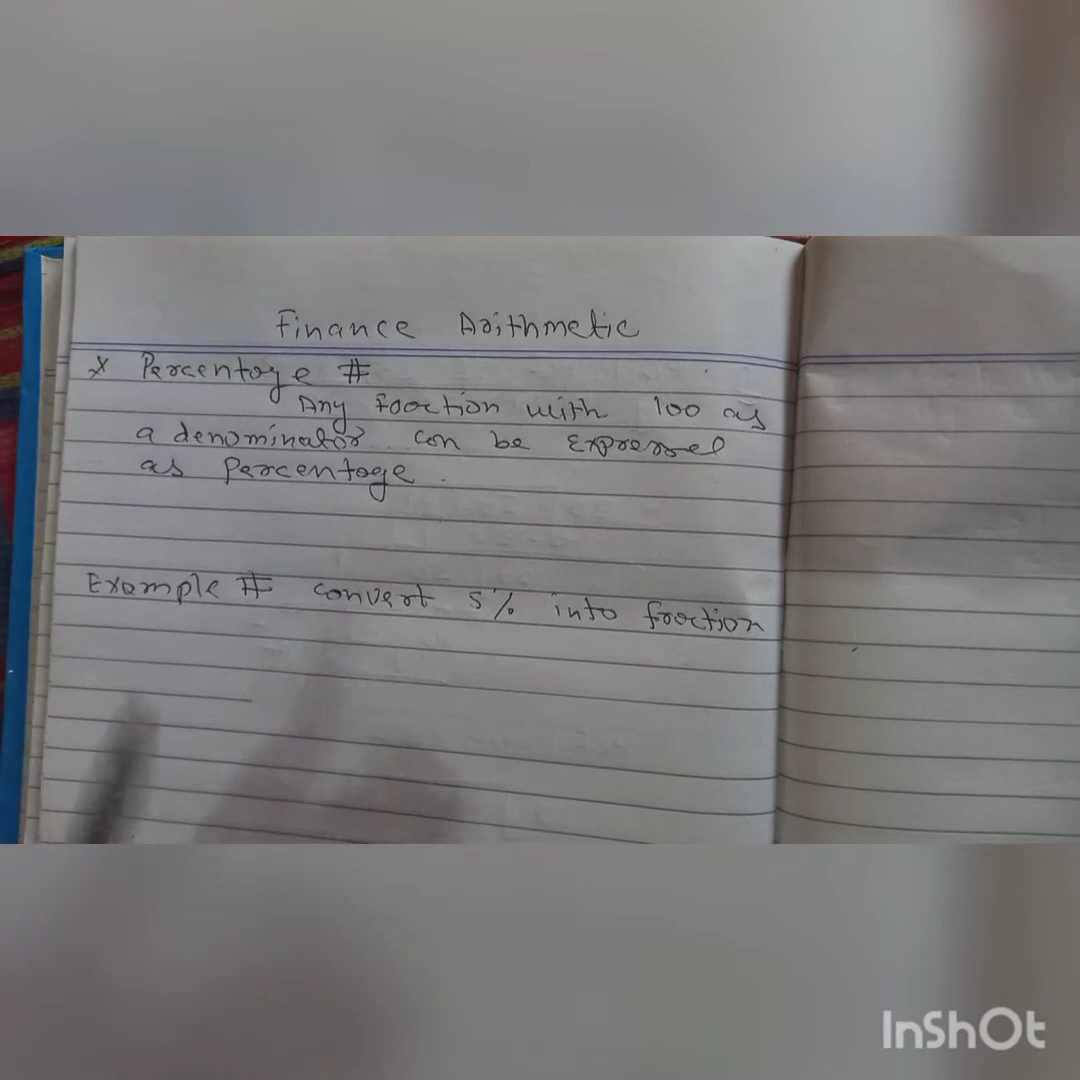 Finance Arithmetic
* Percentage #
Any fraction with 100 as
a denominator can be Expressed
as Percentage.
Example # convert 5% into fraction
InShOt